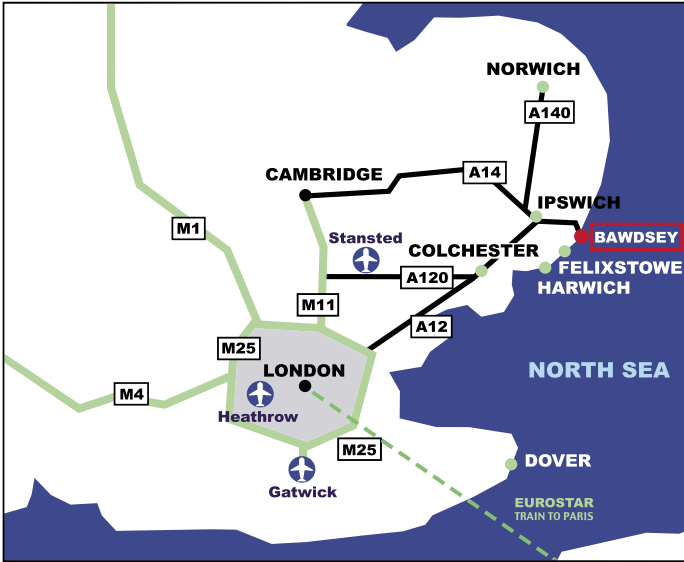 NORWICH
A140
CAMBRIDGE
A14
IPSWICH
M1
Stansted
BAWDSEY
COLCHESTER
FELIXSTOWE
A120
HARWICH
M11
A12
M25
LONDON
NORTH SEA
M4
Heathrow
M25
DOVER
Gatwick
EUROSTAR
TRAIN TO PARIS